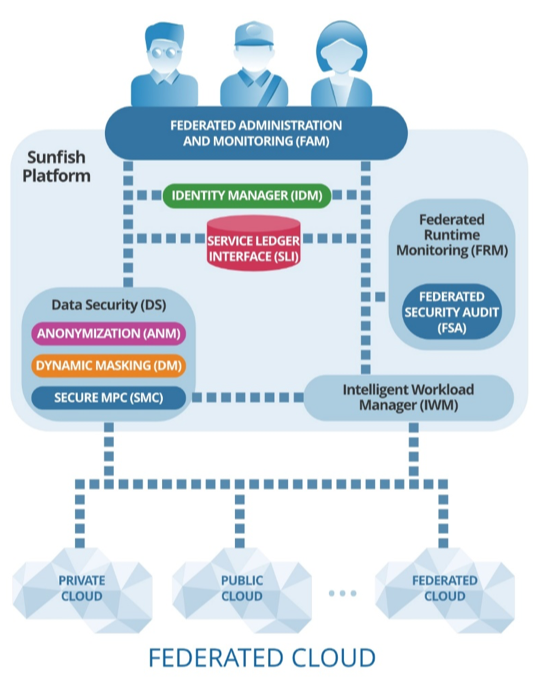 FEDERATED ADMINISTRATION
AND MONITORING (FAM)
Sunfish
Platform
IDENTITY MANAGER (IDM)
SERVICE LEDGER
INTERFACE (SLI)
Federated
Runtime
Monitoring (FRM)
FEDERATED
SECURITY AUDIT
(FSA)
Data Security (DS)
ANONYMIZATION (ANM)
DYNAMIC MASKING (DM)
SECURE MPC (SMC)
Intelligent Workload
Manager (IWM)
PRIVATE
CLOUD
PUBLIC
CLOUD
...
FEDERATED
CLOUD
FEDERATED CLOUD